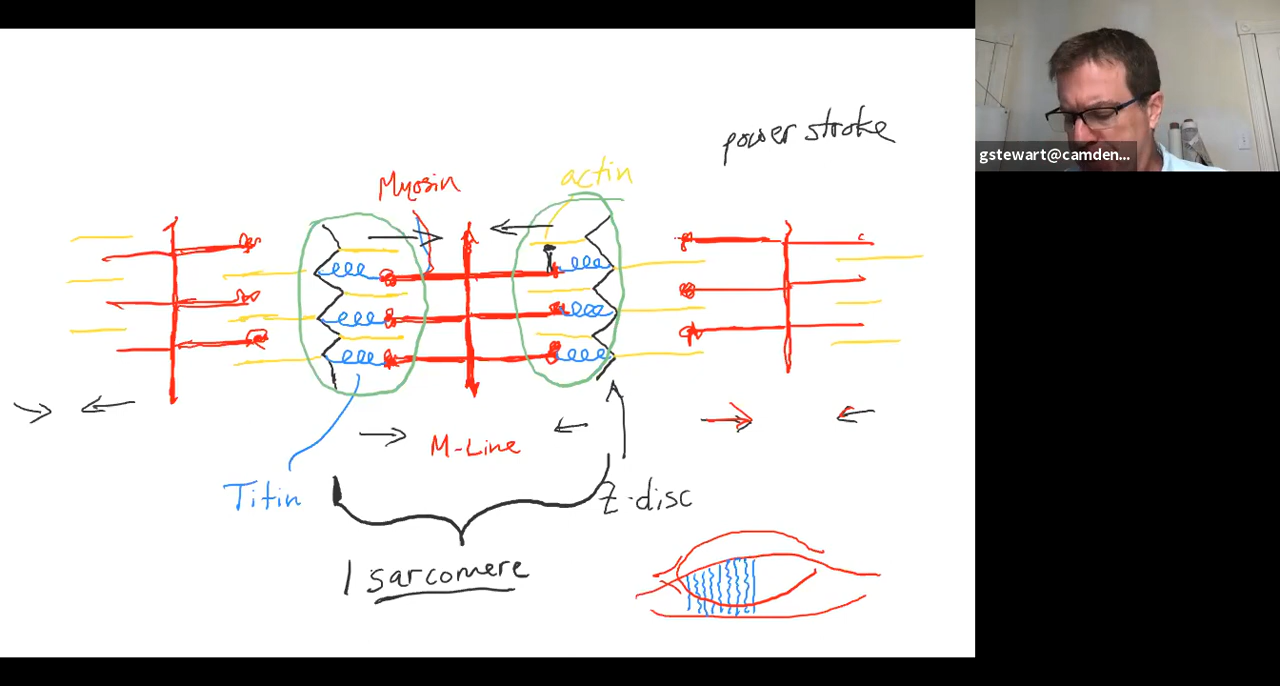 power stroke
gstewart@camden...
Myosin
actin
M-Line
Titin
Z-disc
1 sarcomere